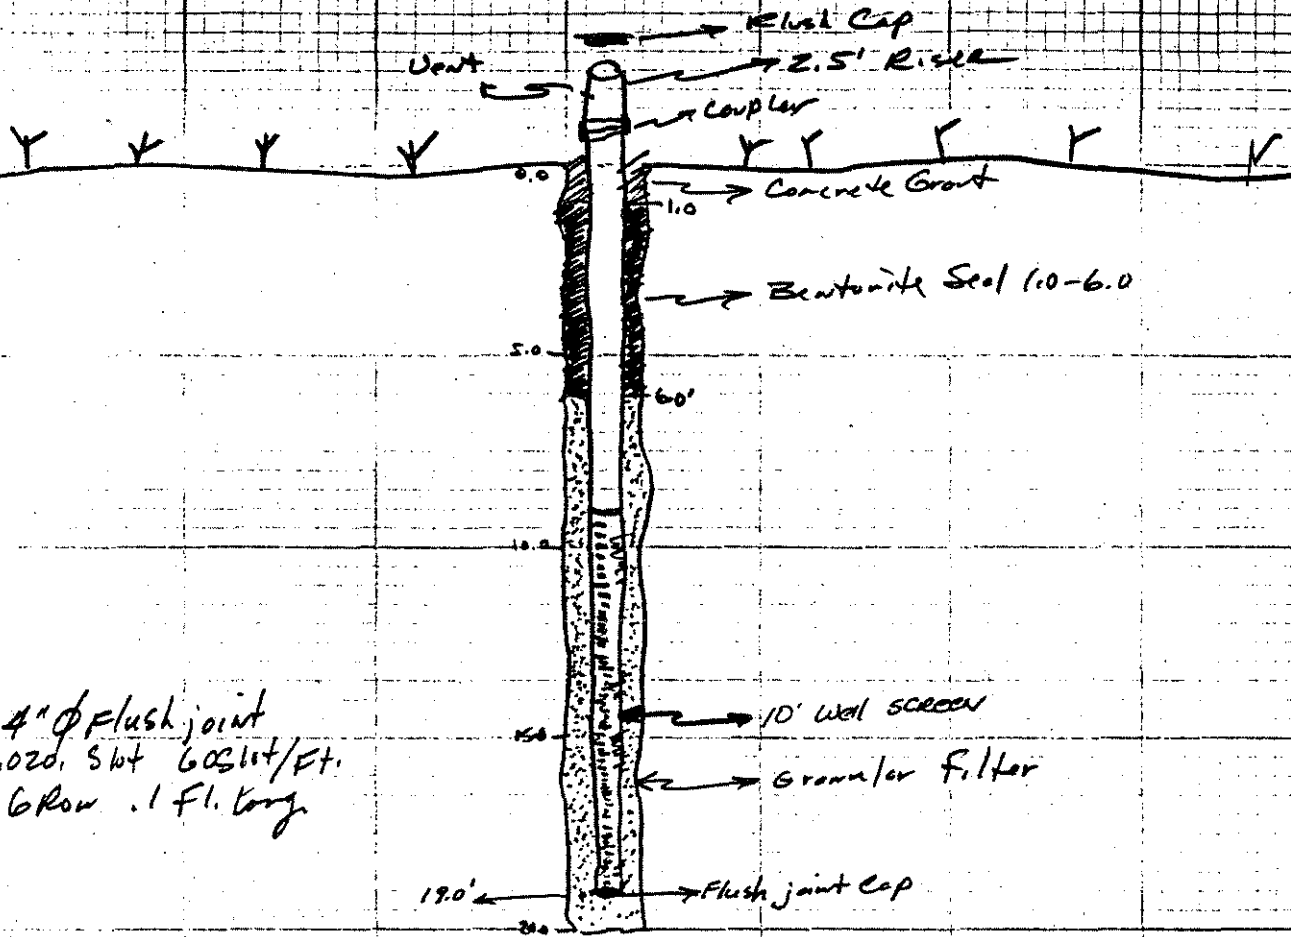 Flush Cap
Vent
2.5' Riser
Coupler
0.0
Concrete Grout
1.0
Bentonite Seal 1.0-6.0
5.0
6.0'
10.0
4"Ø Flush joint
.020. Slot 60Slot/Ft.
6 Row .1 Ft. Long
10' Well SCREEN
15.0
Granular Filter
19.0'
Flush joint Cap
20.0